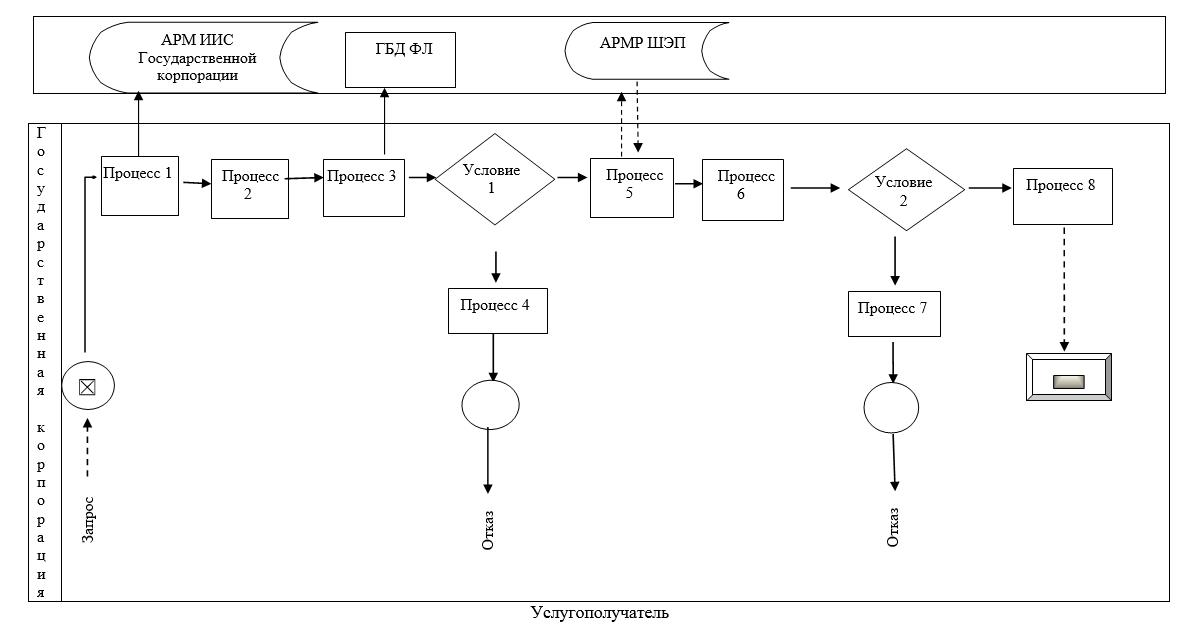 АРМ ИИС
Государственной
корпорации
ГБД ФЛ
АРМР ШЭП
Государственная корпорация
Процесс 1
Процесс
2
Процесс 3
Условие
1
Процесс
5
Процесс
6
Условие
2
Процесс 8
Процесс 4
Процесс 7
Запрос
Отказ
Отказ
Услугополучатель